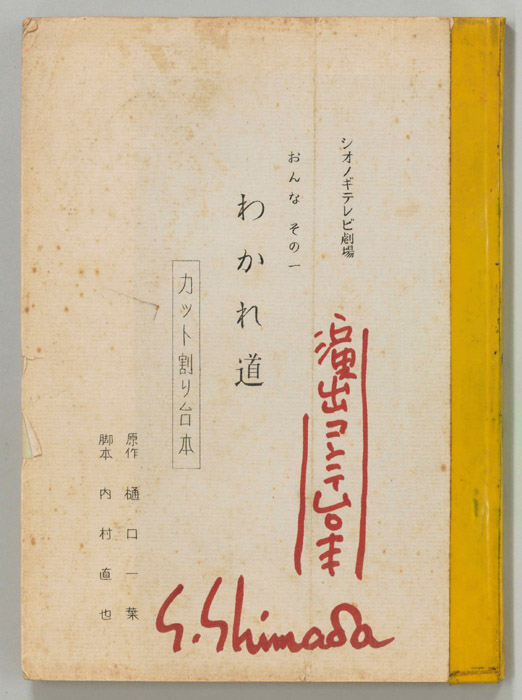 シオノギテレビ劇場
おんな その一
わかれ道
カット割り台本
演出コンテ台本
原作 樋口一葉
脚本 内村直也
S. Shimada